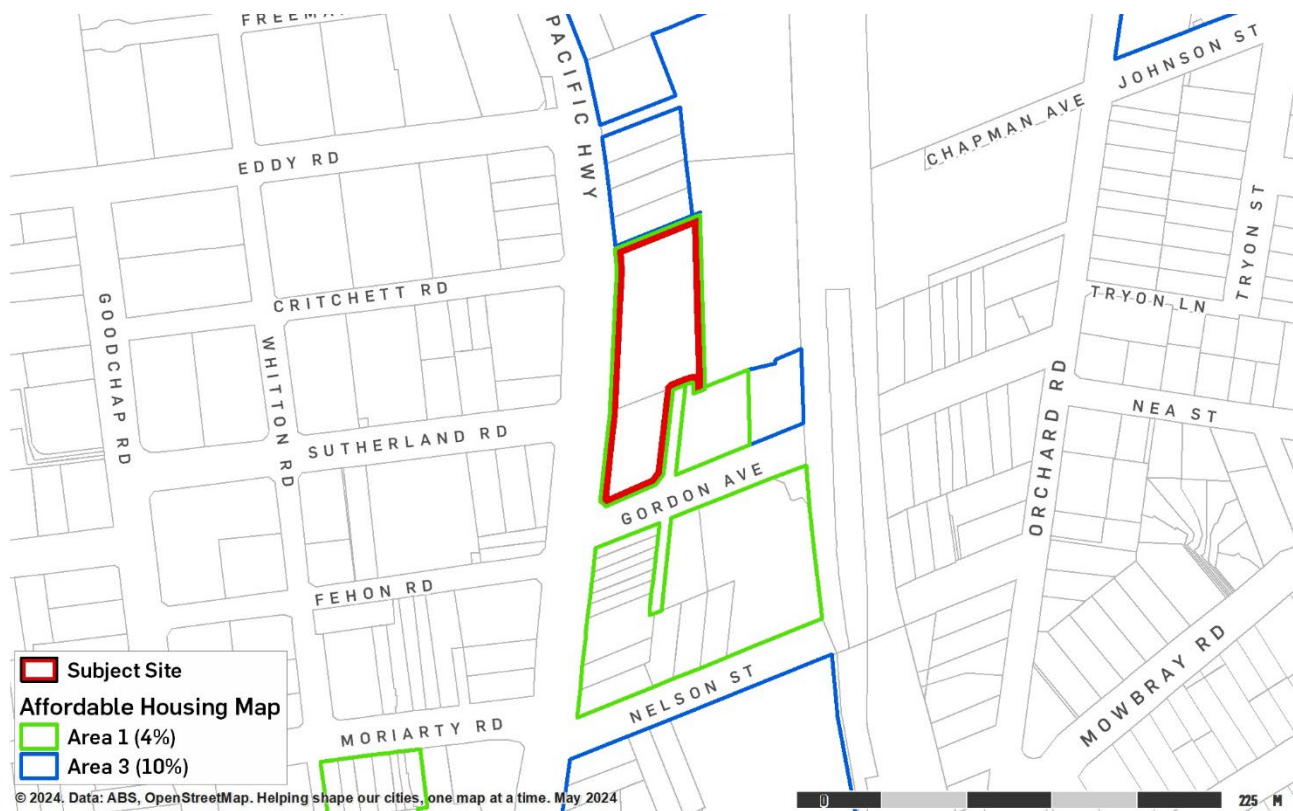 FREEMA
PACIFIC HWY
EDDY RD
CHAPMAN AVE
JOHNSON ST
TRYON ST
CRITCHETT RD
TRYON LN
GOODCHAP RD
WHITTON RD
SUTHERLAND RD
ORCHARD RD
NEA ST
GORDON AVE
FEHON RD
NELSON ST
MOWBRAY RD
MORIARTY RD
Subject Site
Affordable Housing Map
Area 1 (4%)
Area 3 (10%)
© 2024. Data: ABS, OpenStreetMap. Helping shape our cities, one map at a time. May 2024
0 225 M